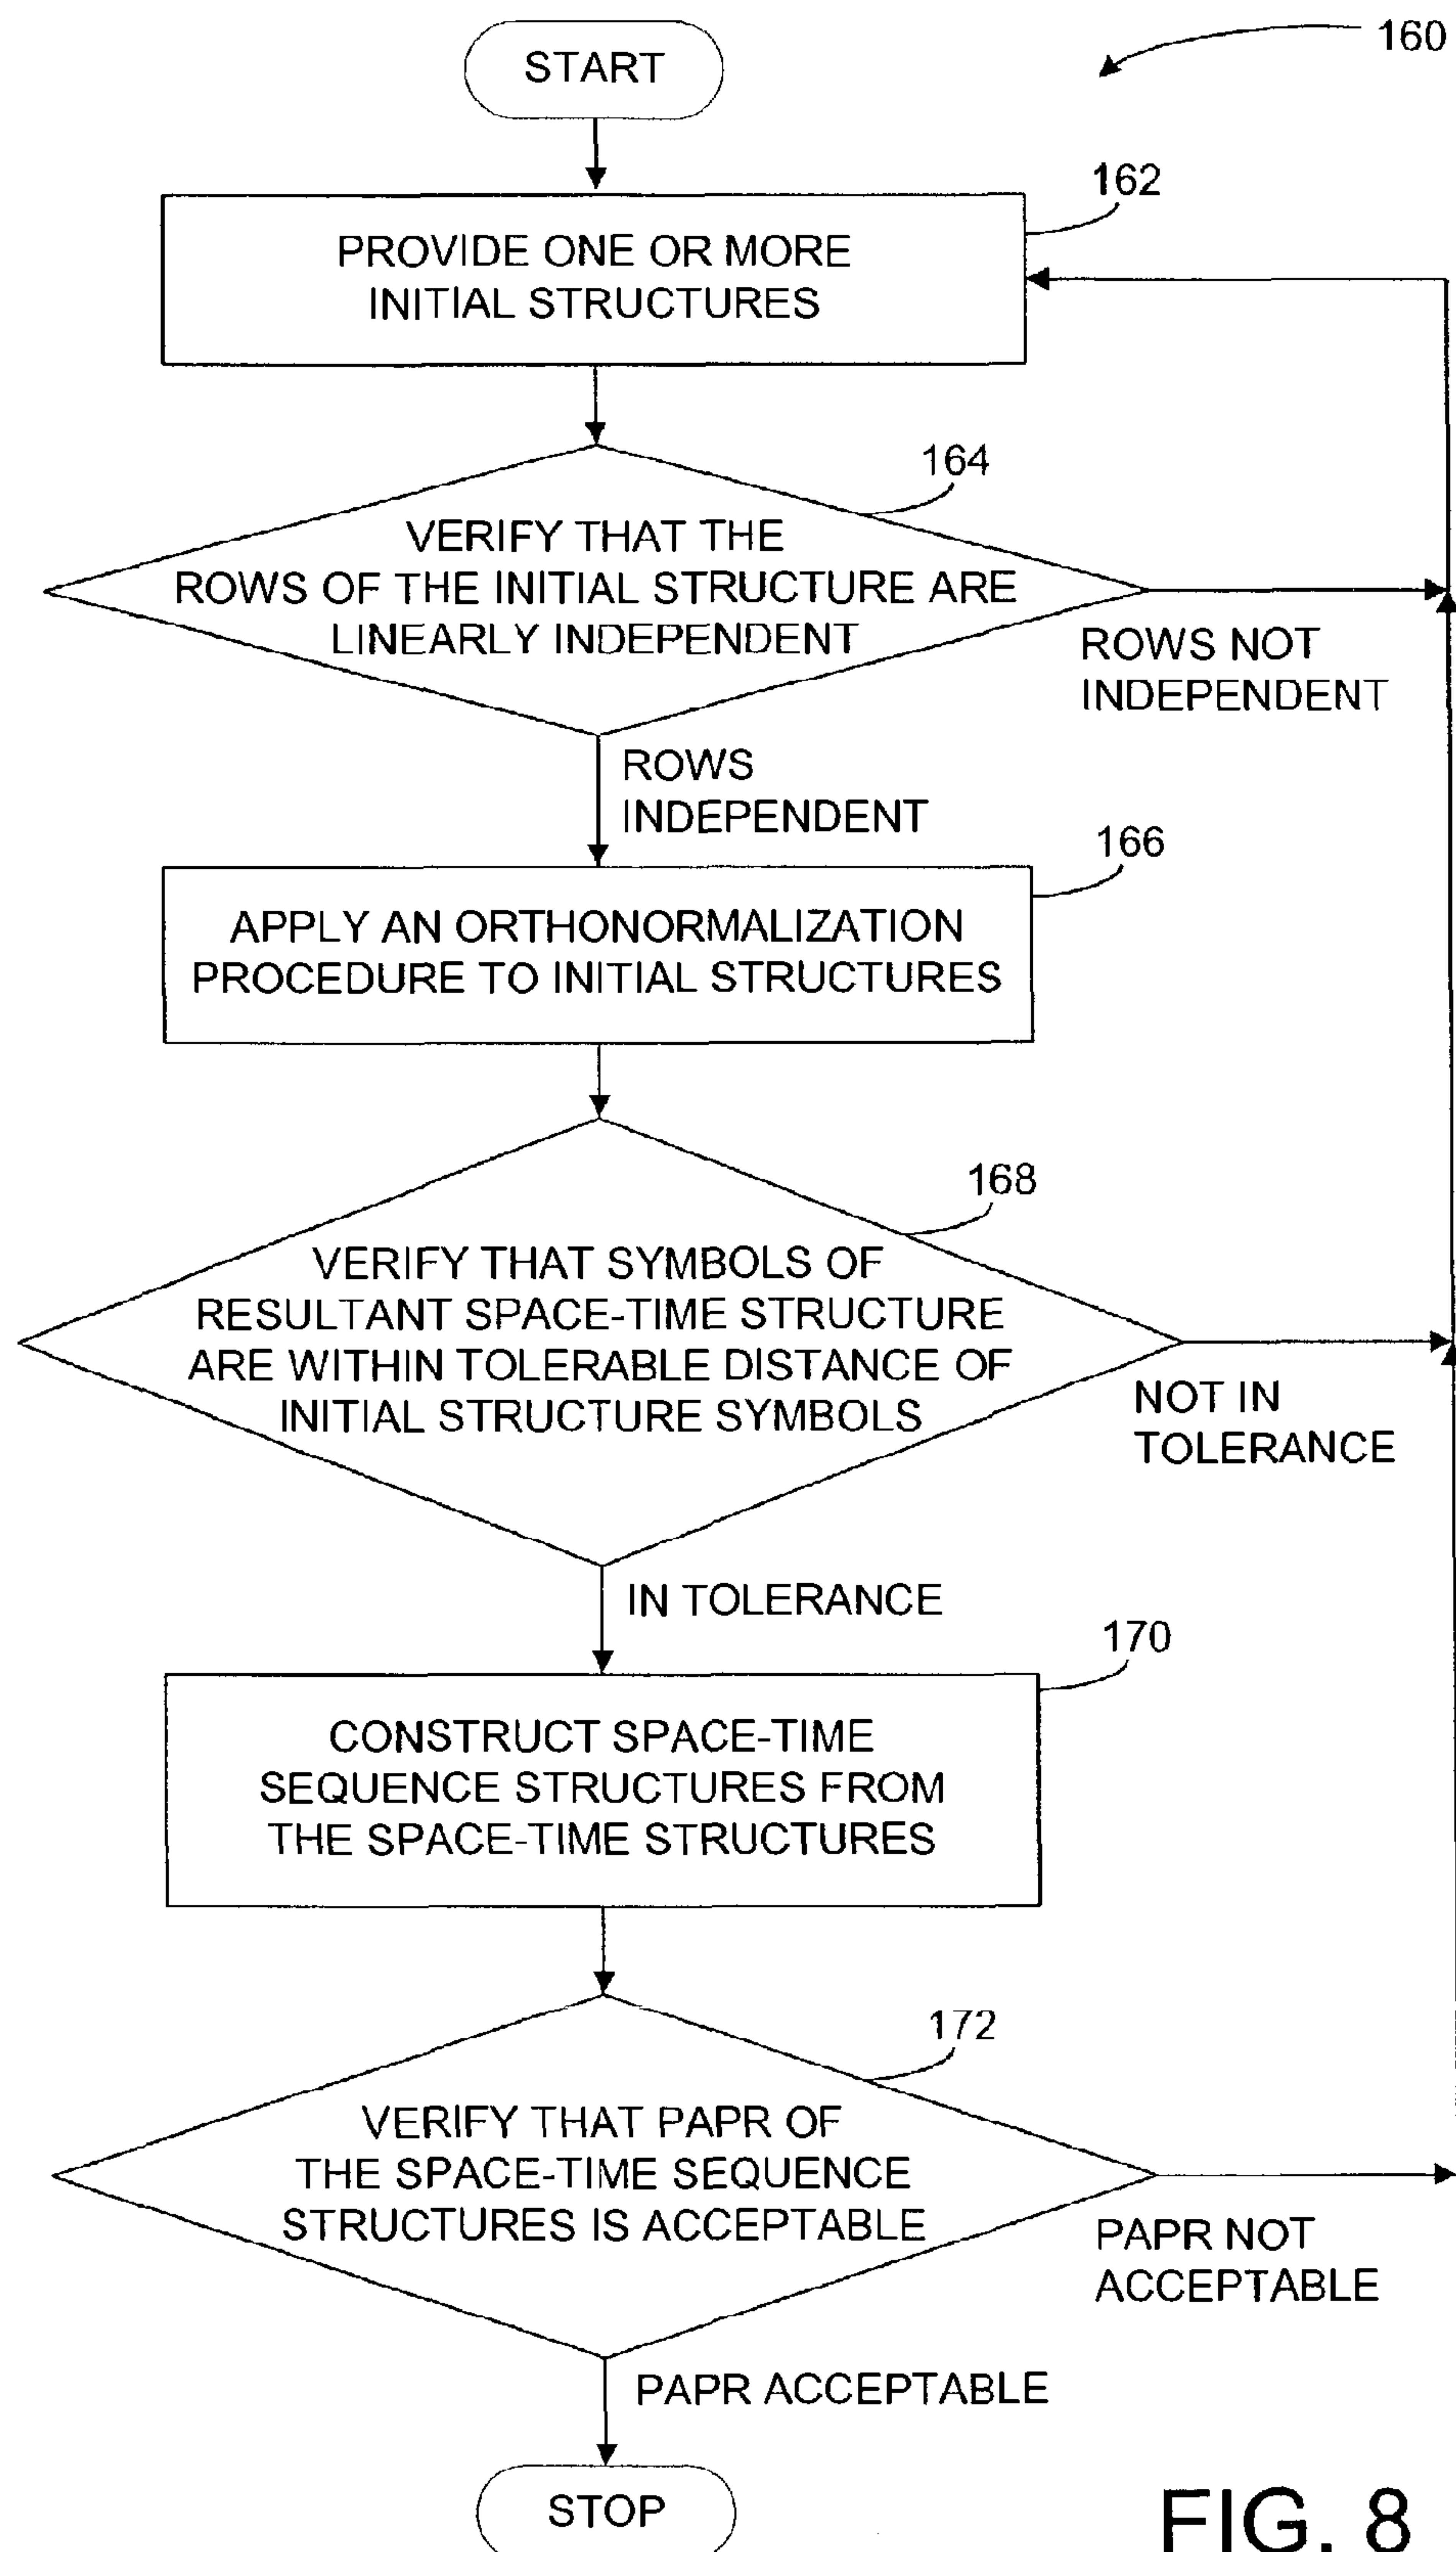 160
START
162
PROVIDE ONE OR MORE
INITIAL STRUCTURES
164
VERIFY THAT THE
ROWS OF THE INITIAL STRUCTURE ARE
LINEARLY INDEPENDENT
ROWS NOT
INDEPENDENT
ROWS
INDEPENDENT
166
APPLY AN ORTHONORMALIZATION
PROCEDURE TO INITIAL STRUCTURES
168
VERIFY THAT SYMBOLS OF
RESULTANT SPACE-TIME STRUCTURE
ARE WITHIN TOLERABLE DISTANCE OF
INITIAL STRUCTURE SYMBOLS
NOT IN
TOLERANCE
IN TOLERANCE
170
CONSTRUCT SPACE-TIME
SEQUENCE STRUCTURES FROM
THE SPACE-TIME STRUCTURES
172
VERIFY THAT PAPR OF
THE SPACE-TIME SEQUENCE
STRUCTURES IS ACCEPTABLE
PAPR NOT
ACCEPTABLE
PAPR ACCEPTABLE
STOP
FIG. 8